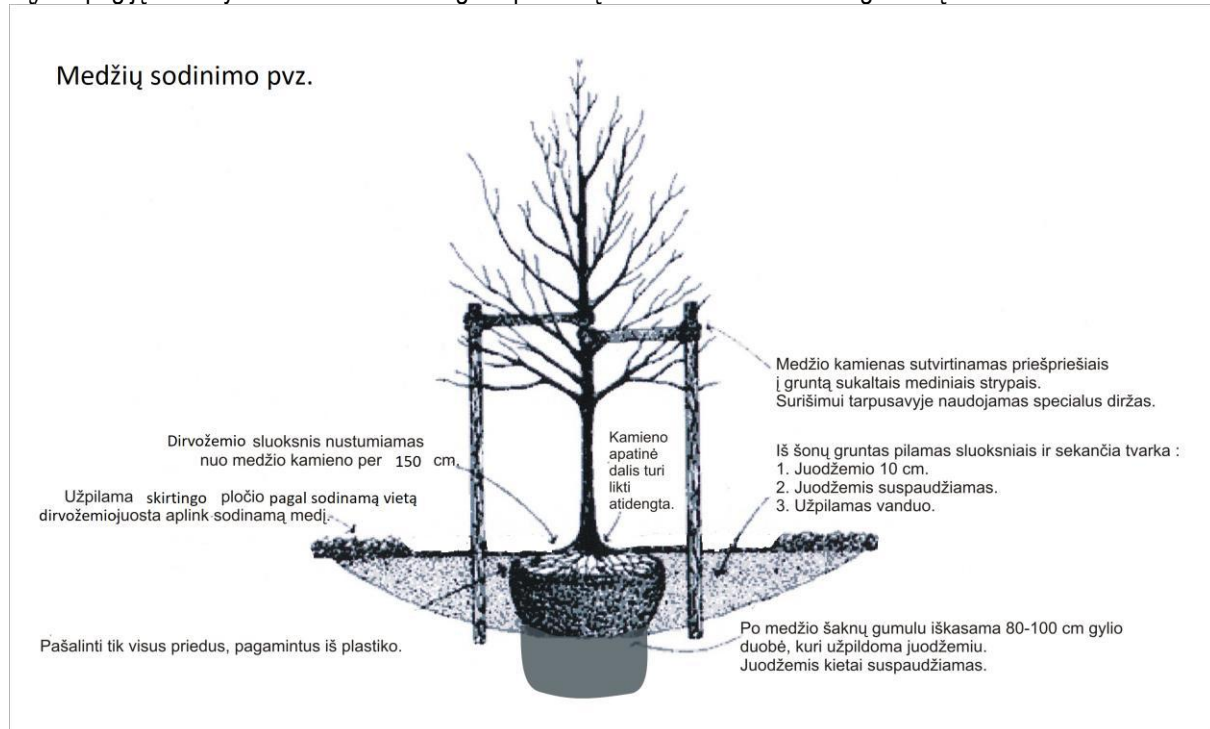 Medžių sodinimo pvz.
Medžio kamienas sutvirtinamas priešpriešiais
į gruntą sukaltais mediniais strypais.
Surišimui tarpusavyje naudojamas specialus diržas.
Dirvožemio sluoksnis nustumiamas
nuo medžio kamieno per 150 cm.
Kamieno
apatinė
dalis turi
likti
atidengta.
Iš šonų gruntas pilamas sluoksniais ir sekančia tvarka :
1. Juodžemio 10 cm.
2. Juodžemis suspaudžiamas.
3. Užpilamas vanduo.
Užpilama skirtingo pločio pagal sodinamą vietą
dirvožemiojuosta aplink sodinamą medį.
Pašalinti tik visus priedus, pagamintus iš plastiko.
Po medžio šaknų gumulu iškasama 80-100 cm gylio
duobė, kuri užpildoma juodžemiu.
Juodžemis kietai suspaudžiamas.